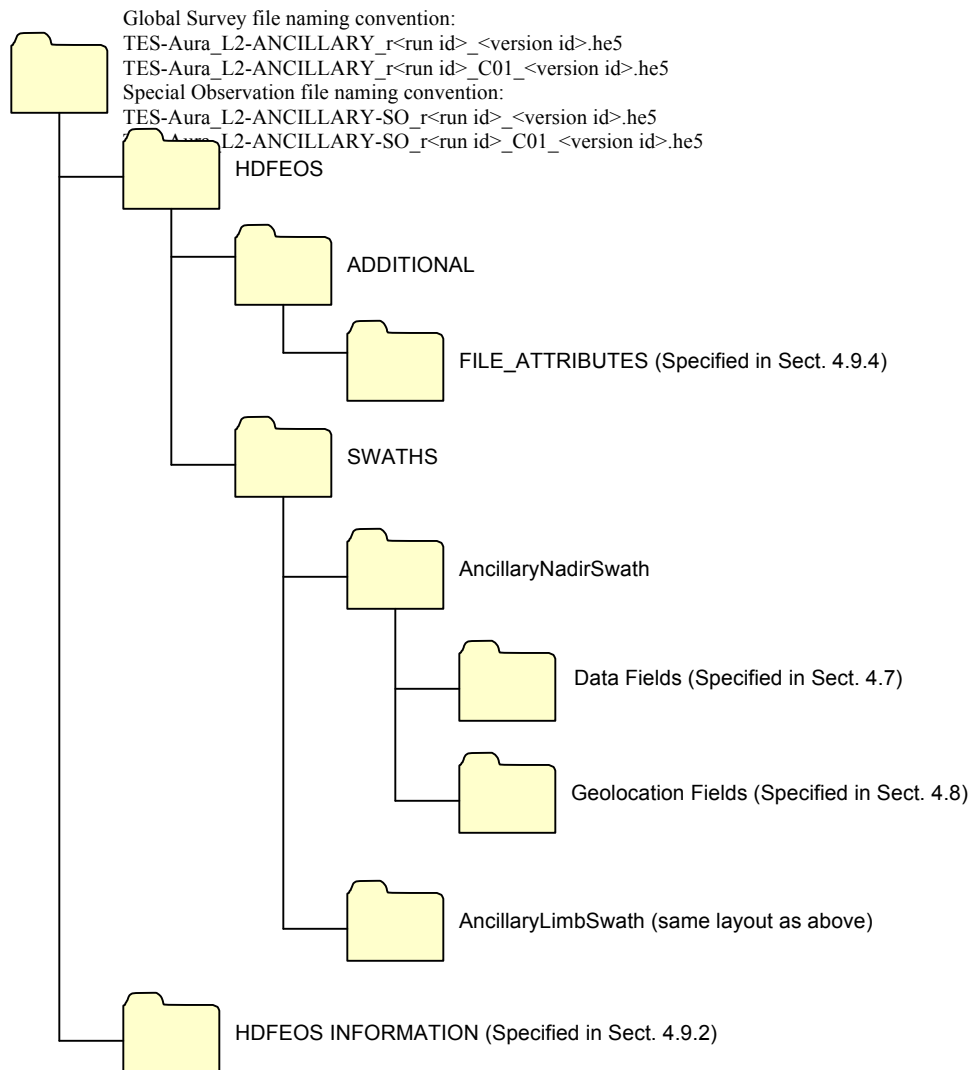 Global Survey file naming convention:
TES-Aura_L2-ANCILLARY_r<run id>_<version id>.he5
TES-Aura_L2-ANCILLARY_r<run id>_C01_<version id>.he5
Special Observation file naming convention:
TES-Aura_L2-ANCILLARY-SO_r<run id>_<version id>.he5
L2-ANCILLARY-SO_r<run id>_C01_<version id>.he5
HDFEOS
ADDITIONAL
FILE_ATTRIBUTES (Specified in Sect. 4.9.4)
SWATHS
AncillaryNadirSwath
Data Fields (Specified in Sect. 4.7)
Geolocation Fields (Specified in Sect. 4.8)
AncillaryLimbSwath (same layout as above)
HDFEOS INFORMATION (Specified in Sect. 4.9.2)